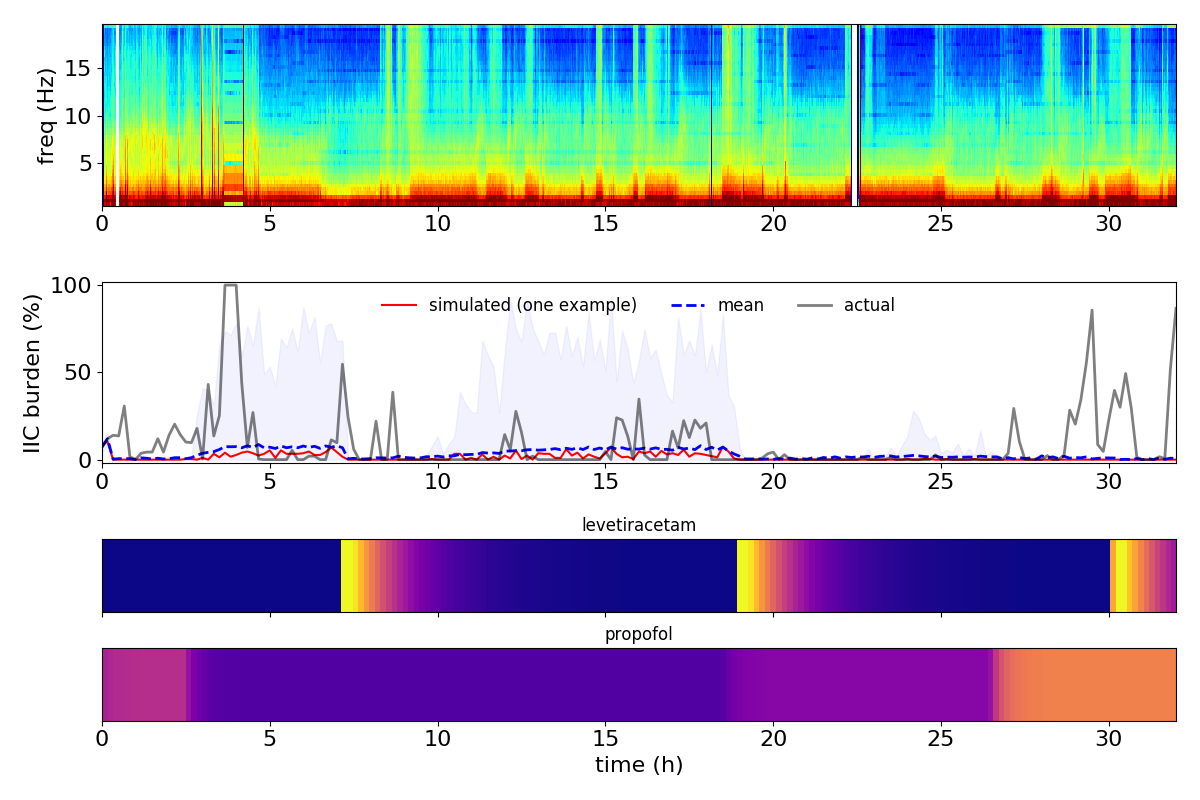 freq (Hz)
15
10
5
0 5 10 15 20 25 30
IIC burden (%)
100
50
0
simulated (one example) mean actual
0 5 10 15 20 25 30
levetiracetam
propofol
0 5 10 15 20 25 30
time (h)